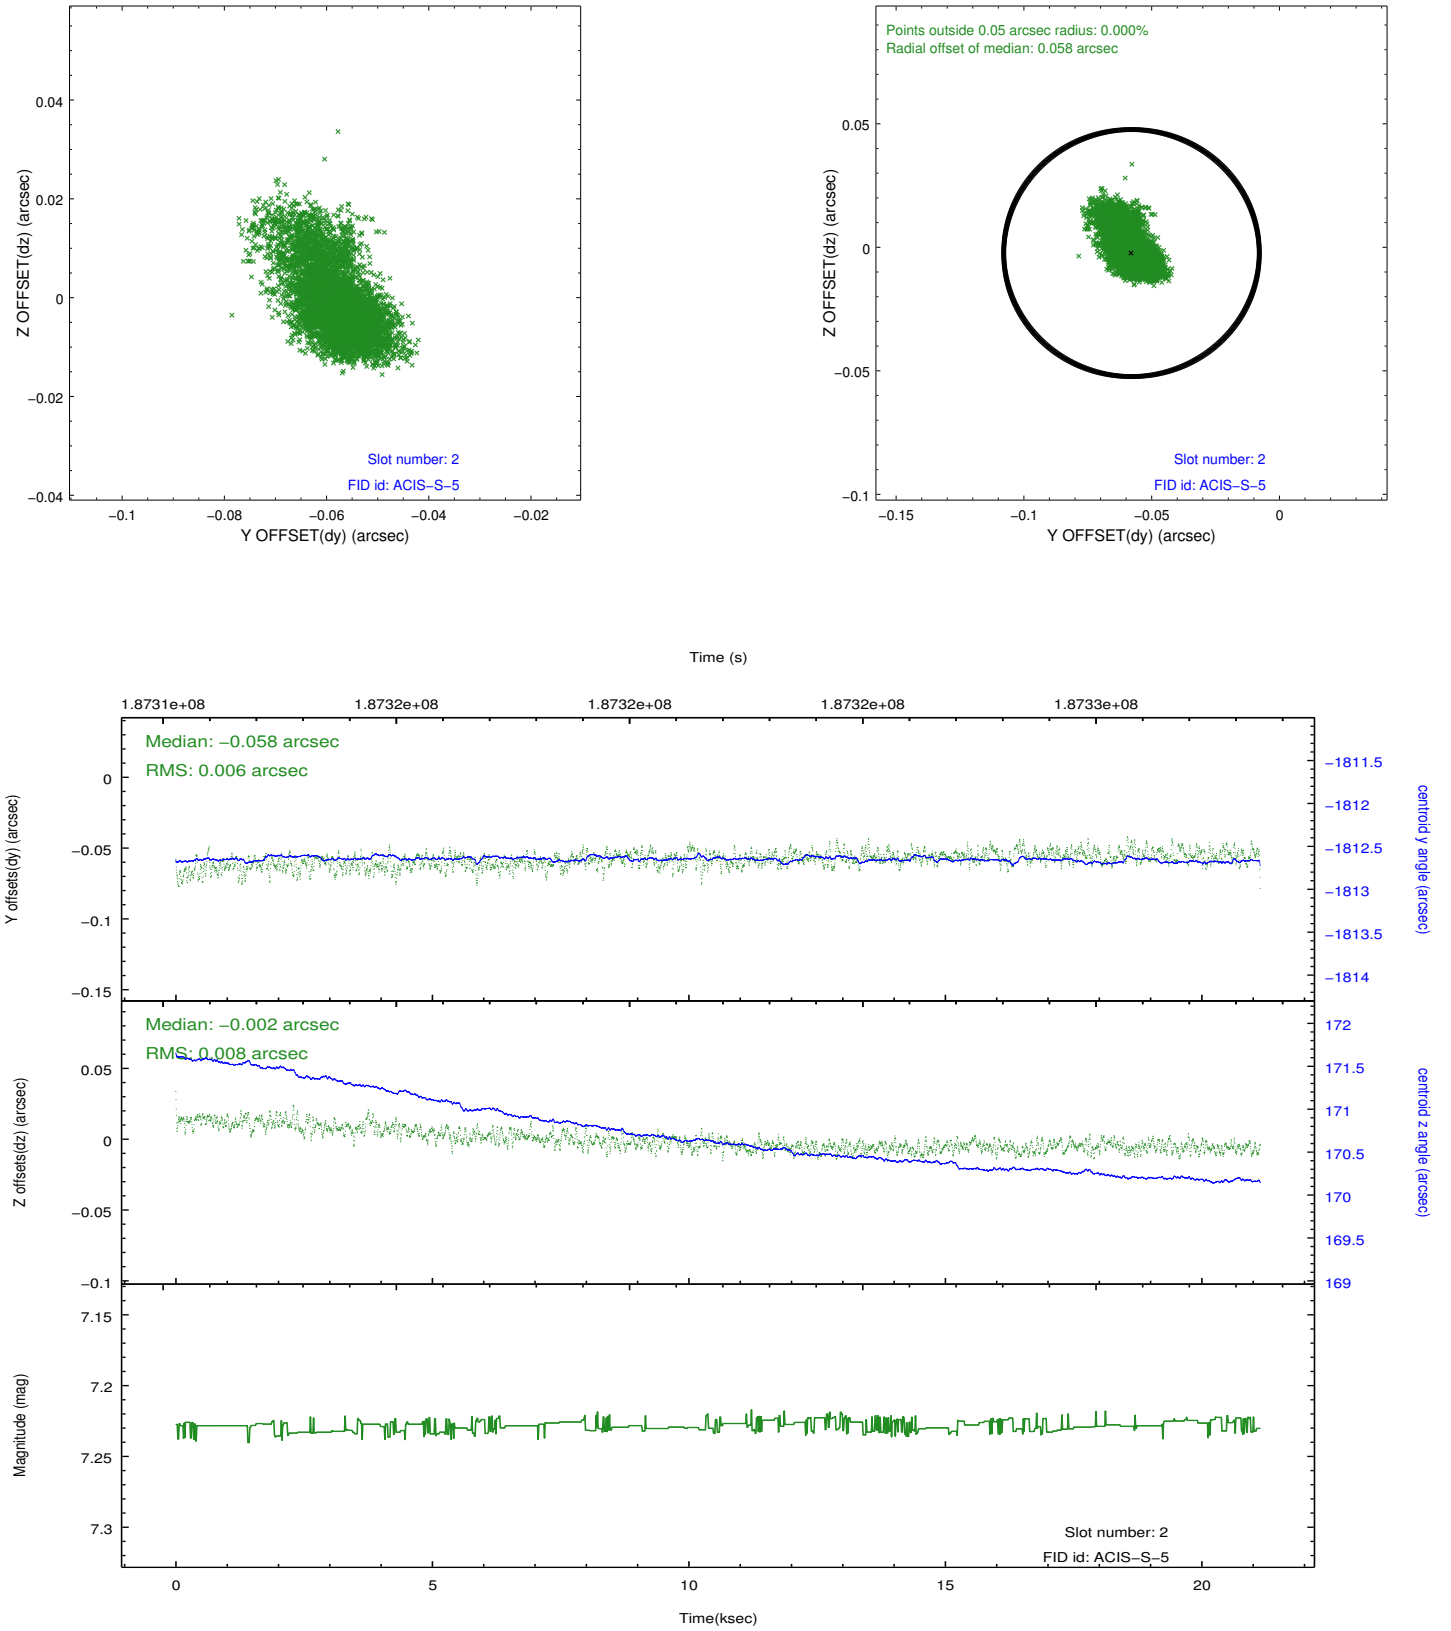 0.04
0.02
0
−0.02
−0.04
Z OFFSET(dz) (arcsec)
Slot number: 2
FID id: ACIS−S−5
−0.1 −0.08 −0.06 −0.04 −0.02
Y OFFSET(dy) (arcsec)
Points outside 0.05 arcsec radius: 0.000%
Radial offset of median: 0.058 arcsec
0.05
0
−0.05
−0.1
Z OFFSET(dz) (arcsec)
Slot number: 2
FID id: ACIS−S−5
−0.15 −0.1 −0.05 0
Y OFFSET(dy) (arcsec)
Time (s)
1.8731e+08 1.8732e+08 1.8732e+08 1.8732e+08 1.8733e+08
Median: −0.058 arcsec
RMS: 0.006 arcsec
0
−0.05
−0.1
−0.15
Y offsets(dy) (arcsec)
−1811.5
−1812
−1812.5
−1813
−1813.5
−1814
centroid y angle (arcsec)
Median: −0.002 arcsec
RMS: 0.008 arcsec
0.05
0
−0.05
−0.1
Z offsets(dz) (arcsec)
172
171.5
171
170.5
170
169.5
169
centroid z angle (arcsec)
7.15
7.2
7.25
7.3
Magnitude (mag)
Slot number: 2
FID id: ACIS−S−5
0 5 10 15 20
Time(ksec)